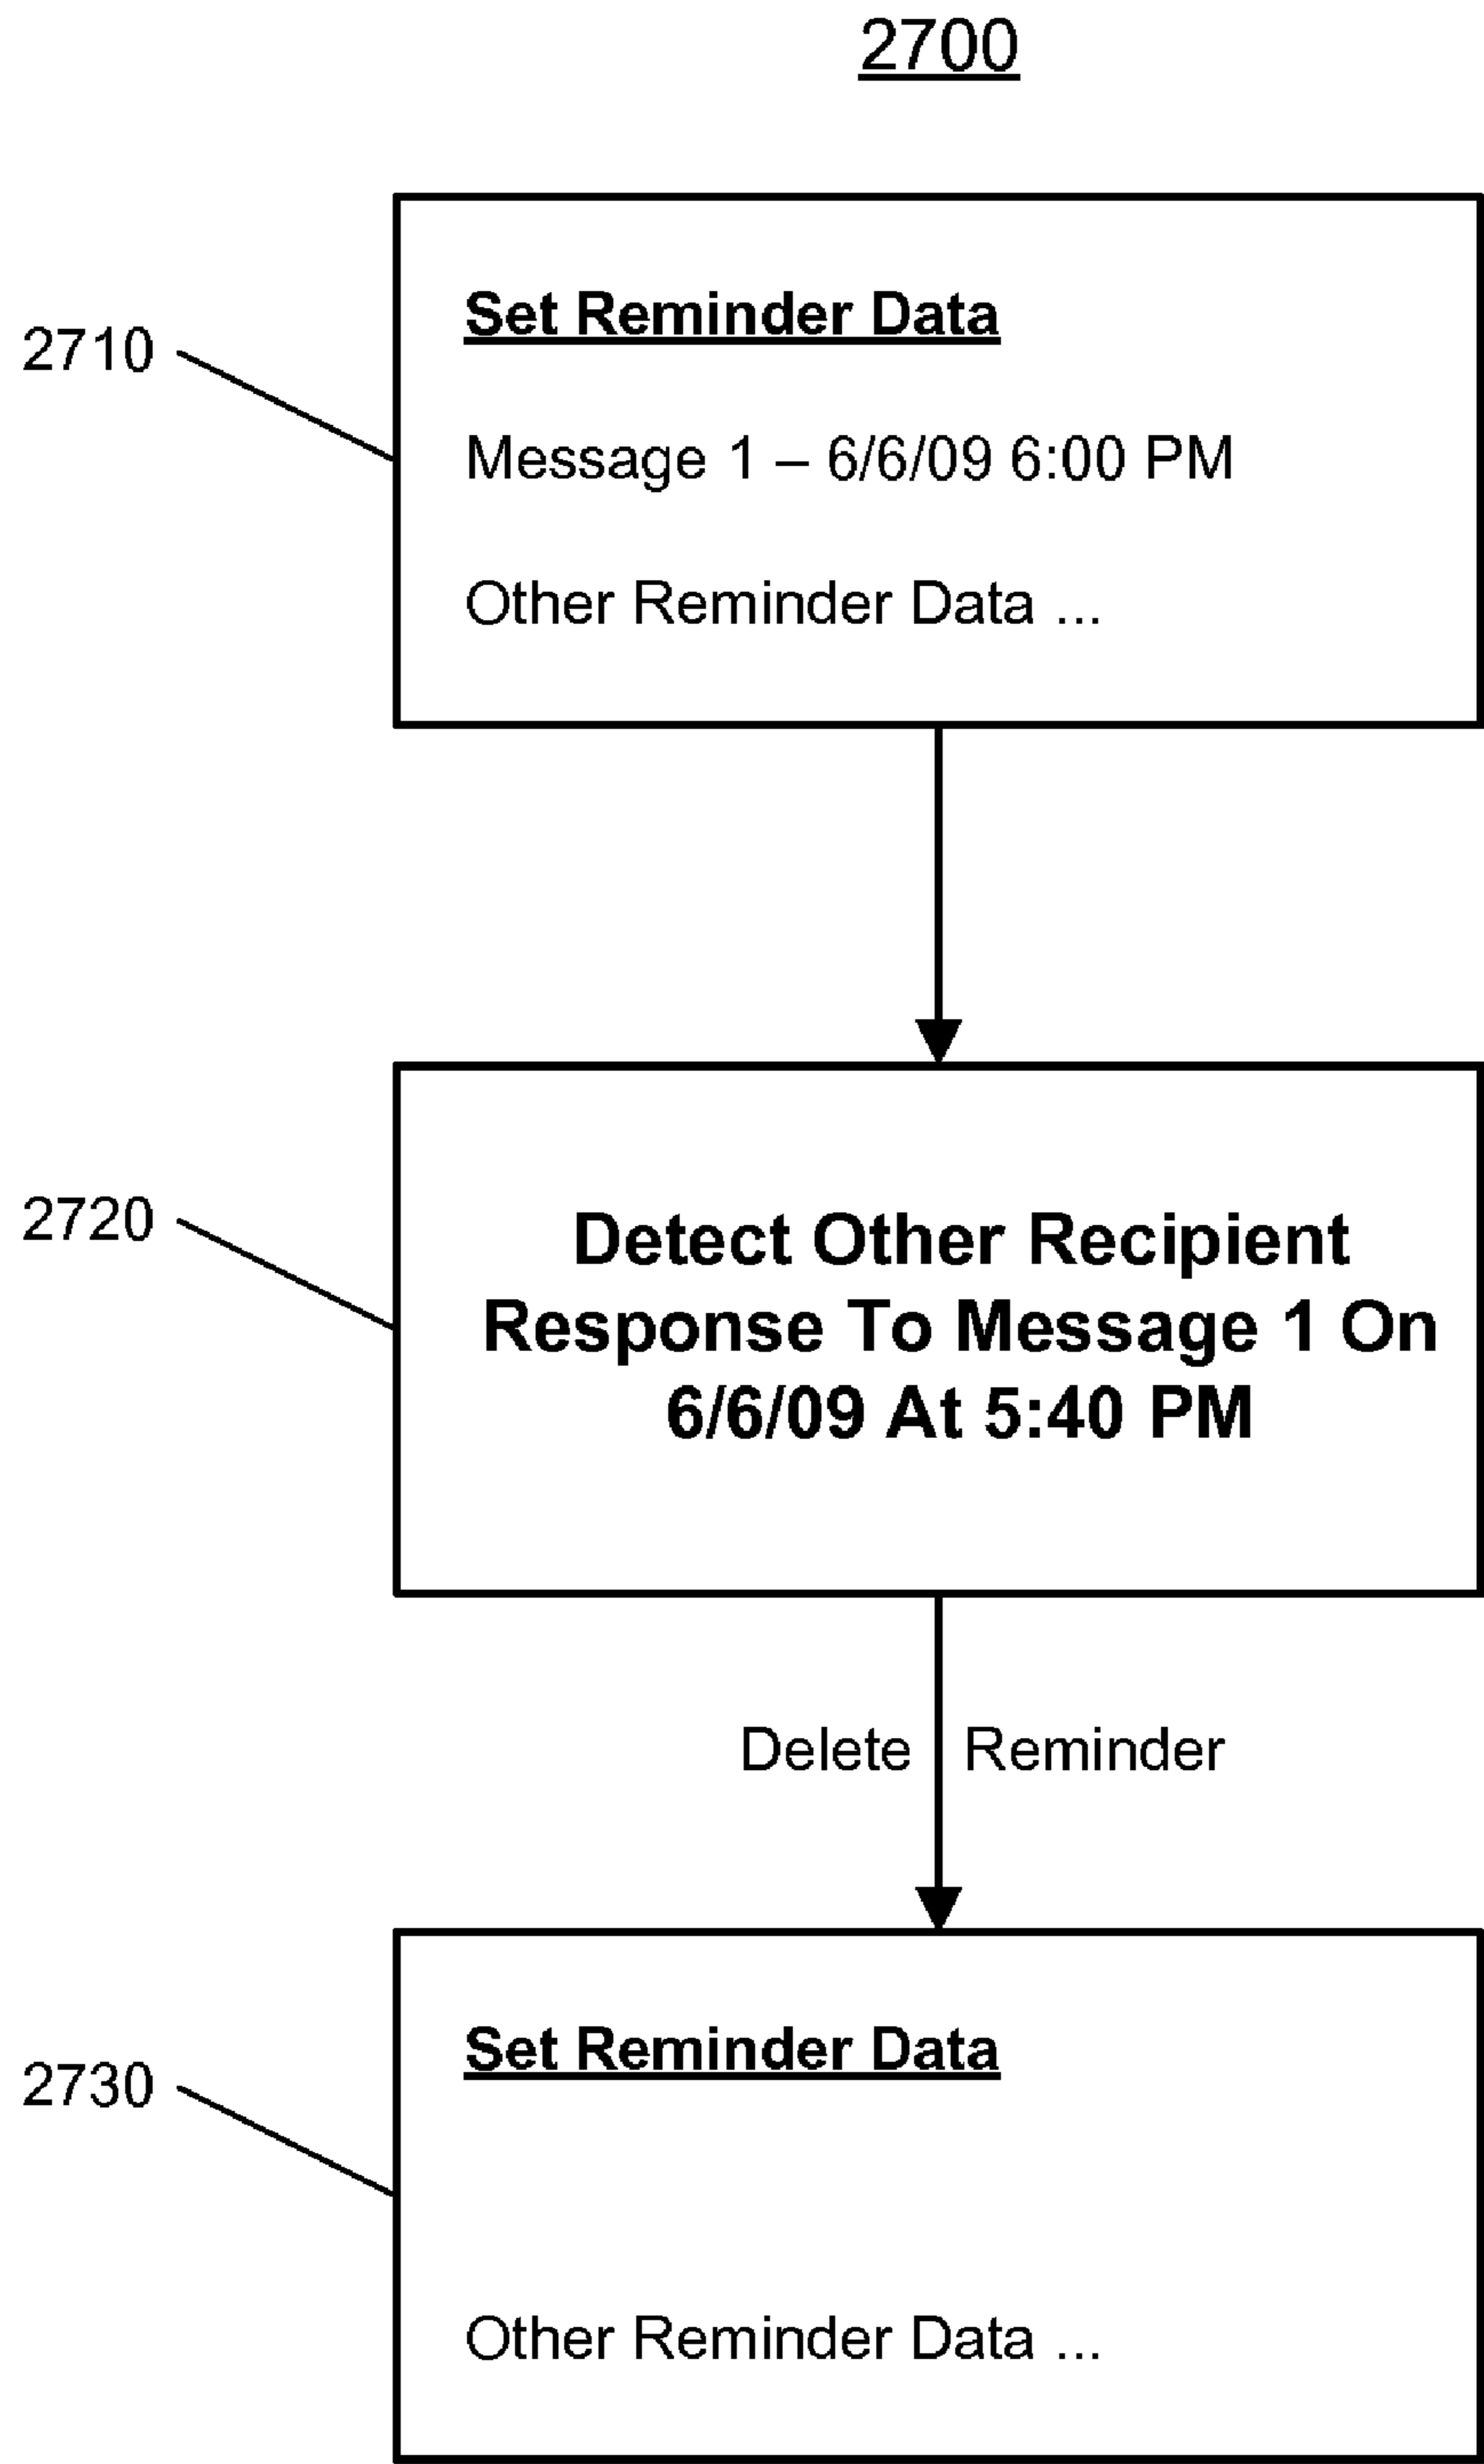 2700
Set Reminder Data
2710
Message 1 – 6/6/09 6:00 PM
Other Reminder Data ...
2720
Detect Other Recipient
Response To Message 1 On
6/6/09 At 5:40 PM
Delete Reminder
Set Reminder Data
2730
Other Reminder Data ...